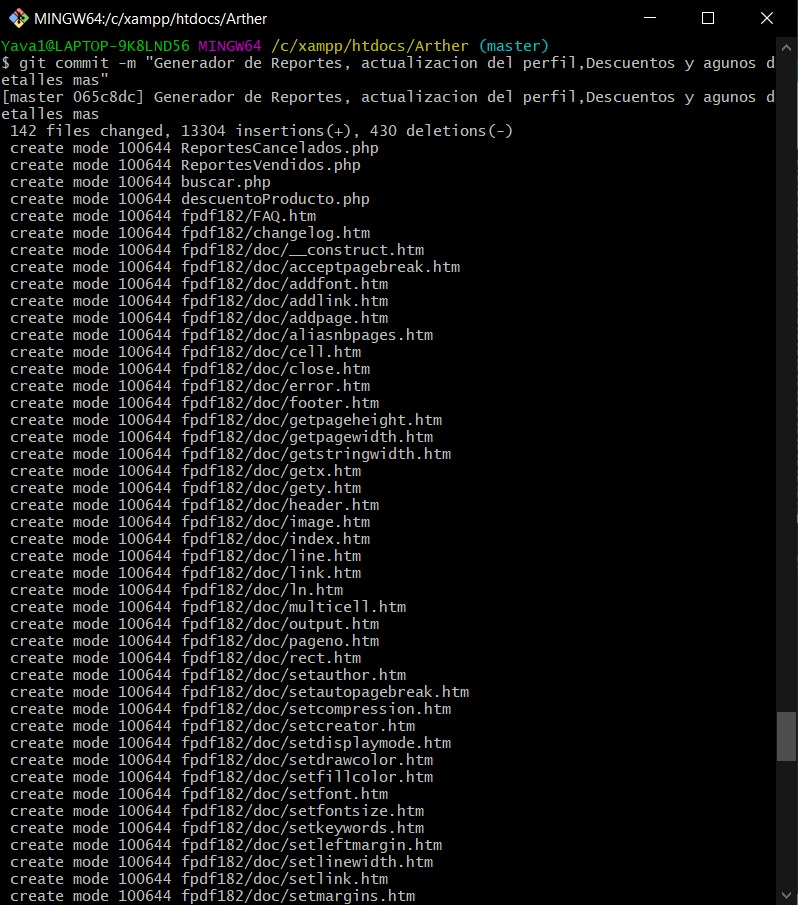 MINGW64:/c/xampp/htdocs/Arther
Yava1@LAPTOP-9K8LND56 MINGW64 /c/xampp/htdocs/Arther (master)
$ git commit -m "Generador de Reportes, actualizacion del perfil,Descuentos y agunos d
etalles mas"
[master 065c8dc] Generador de Reportes, actualizacion del perfil,Descuentos y agunos d
etalles mas
 142 files changed, 13304 insertions(+), 430 deletions(-)
 create mode 100644 ReportesCancelados.php
 create mode 100644 ReportesVendidos.php
 create mode 100644 buscar.php
 create mode 100644 descuentoProducto.php
 create mode 100644 fpdf182/FAQ.htm
 create mode 100644 fpdf182/changelog.htm
 create mode 100644 fpdf182/doc/__construct.htm
 create mode 100644 fpdf182/doc/acceptpagebreak.htm
 create mode 100644 fpdf182/doc/addfont.htm
 create mode 100644 fpdf182/doc/addlink.htm
 create mode 100644 fpdf182/doc/addpage.htm
 create mode 100644 fpdf182/doc/aliasnbpages.htm
 create mode 100644 fpdf182/doc/cell.htm
 create mode 100644 fpdf182/doc/close.htm
 create mode 100644 fpdf182/doc/error.htm
 create mode 100644 fpdf182/doc/footer.htm
 create mode 100644 fpdf182/doc/getpageheight.htm
 create mode 100644 fpdf182/doc/getpagewidth.htm
 create mode 100644 fpdf182/doc/getstringwidth.htm
 create mode 100644 fpdf182/doc/getx.htm
 create mode 100644 fpdf182/doc/gety.htm
 create mode 100644 fpdf182/doc/header.htm
 create mode 100644 fpdf182/doc/image.htm
 create mode 100644 fpdf182/doc/index.htm
 create mode 100644 fpdf182/doc/line.htm
 create mode 100644 fpdf182/doc/link.htm
 create mode 100644 fpdf182/doc/ln.htm
 create mode 100644 fpdf182/doc/multicell.htm
 create mode 100644 fpdf182/doc/output.htm
 create mode 100644 fpdf182/doc/pageno.htm
 create mode 100644 fpdf182/doc/rect.htm
 create mode 100644 fpdf182/doc/setauthor.htm
 create mode 100644 fpdf182/doc/setautopagebreak.htm
 create mode 100644 fpdf182/doc/setcompression.htm
 create mode 100644 fpdf182/doc/setcreator.htm
 create mode 100644 fpdf182/doc/setdisplaymode.htm
 create mode 100644 fpdf182/doc/setdrawcolor.htm
 create mode 100644 fpdf182/doc/setfillcolor.htm
 create mode 100644 fpdf182/doc/setfont.htm
 create mode 100644 fpdf182/doc/setfontsize.htm
 create mode 100644 fpdf182/doc/setkeywords.htm
 create mode 100644 fpdf182/doc/setleftmargin.htm
 create mode 100644 fpdf182/doc/setlinewidth.htm
 create mode 100644 fpdf182/doc/setlink.htm
 create mode 100644 fpdf182/doc/setmargins.htm